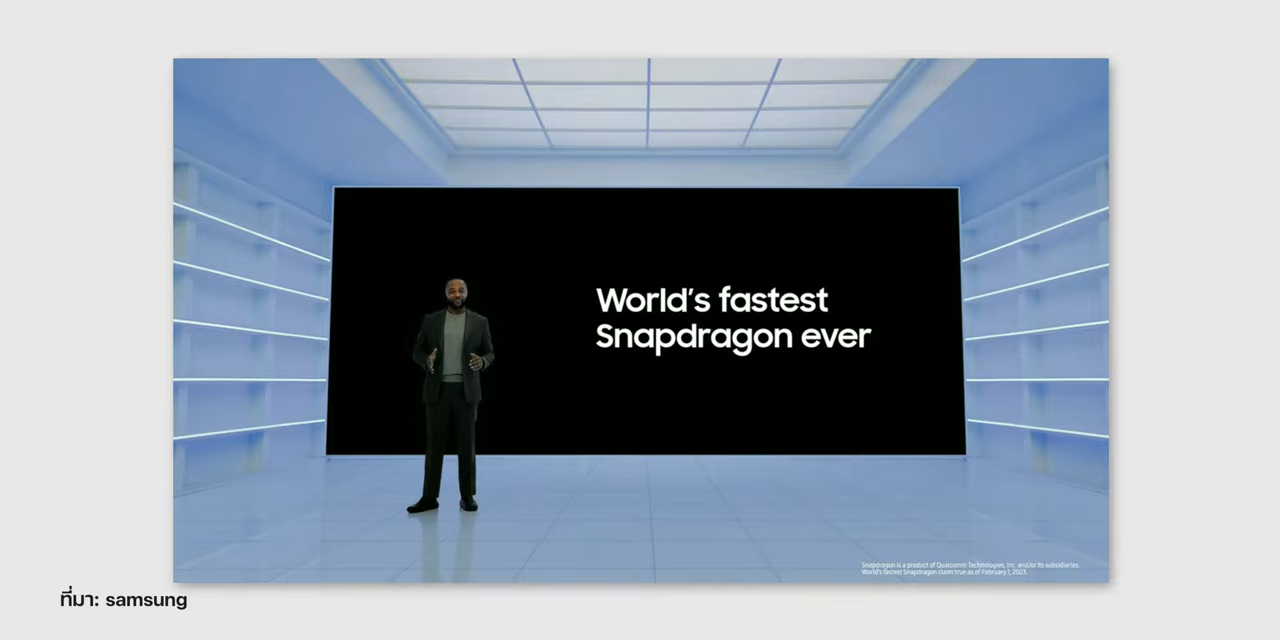 World's fastest
Snapdragon ever
Snapdragon is a product of Qualcomm Technologies, Inc. and/or its subsidiaries.
World's fastest Snapdragon claim true as of February 1, 2023.
ที่มา: samsung